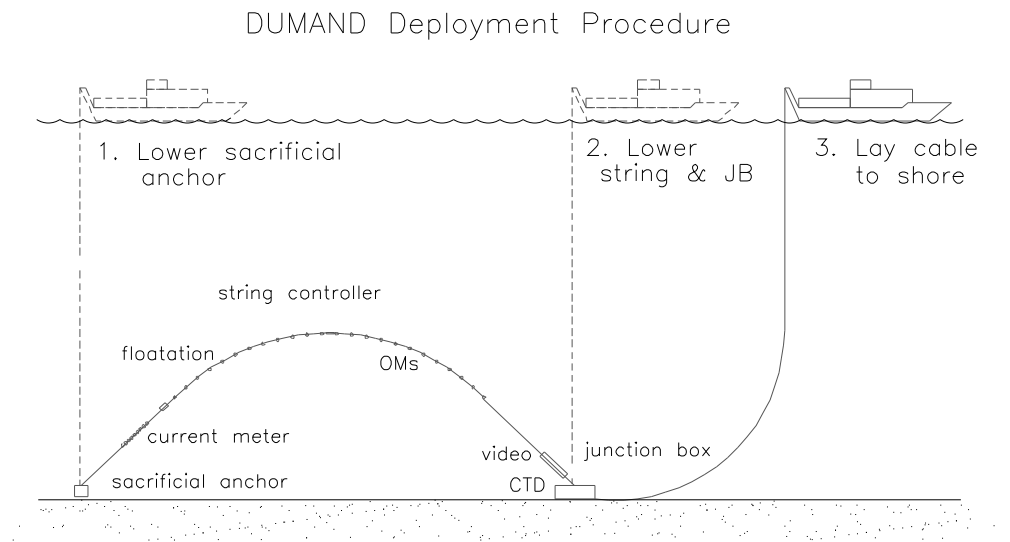 DUMAND Deployment Procedure
1. Lower sacrificial
anchor
2. Lower
string & JB
3. Lay cable
to shore
string controller
floatation
OMs
current meter
video
junction box
sacrificial anchor
CTD